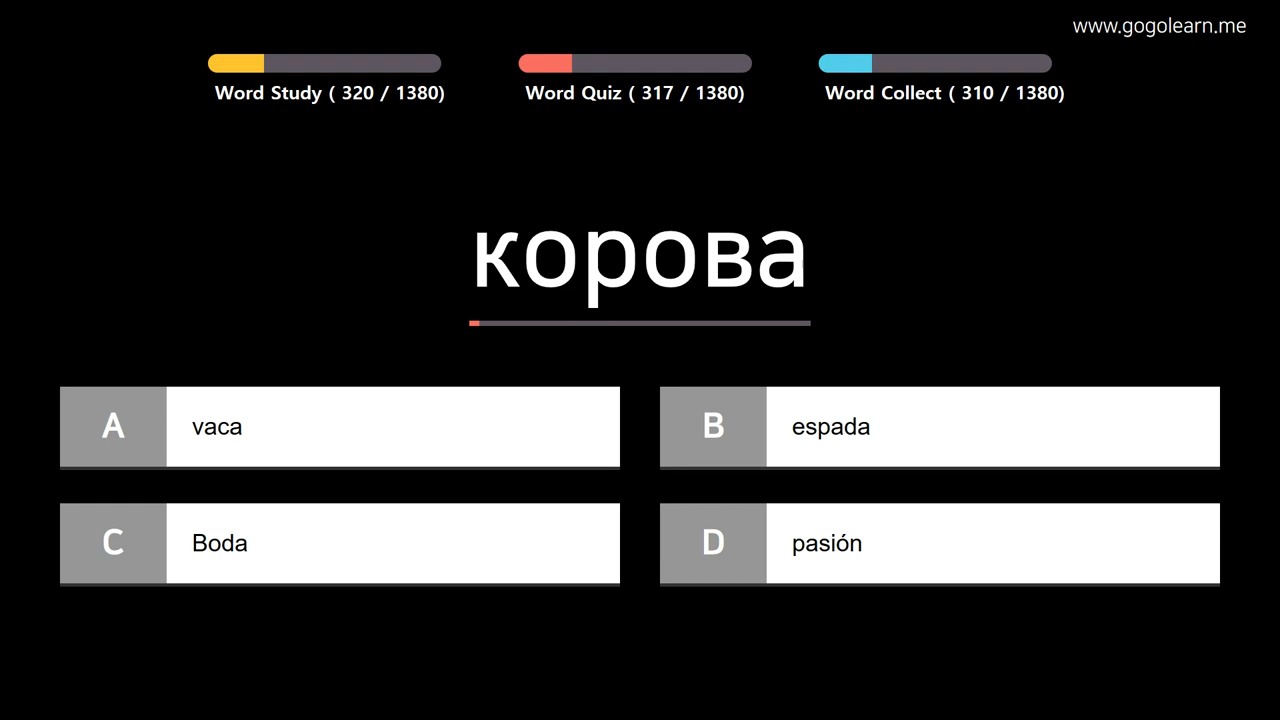 www.gogolearn.me
Word Study ( 320 / 1380)
Word Quiz ( 317 / 1380)
Word Collect ( 310 / 1380)
корова
A vaca
B espada
C Boda
D pasión